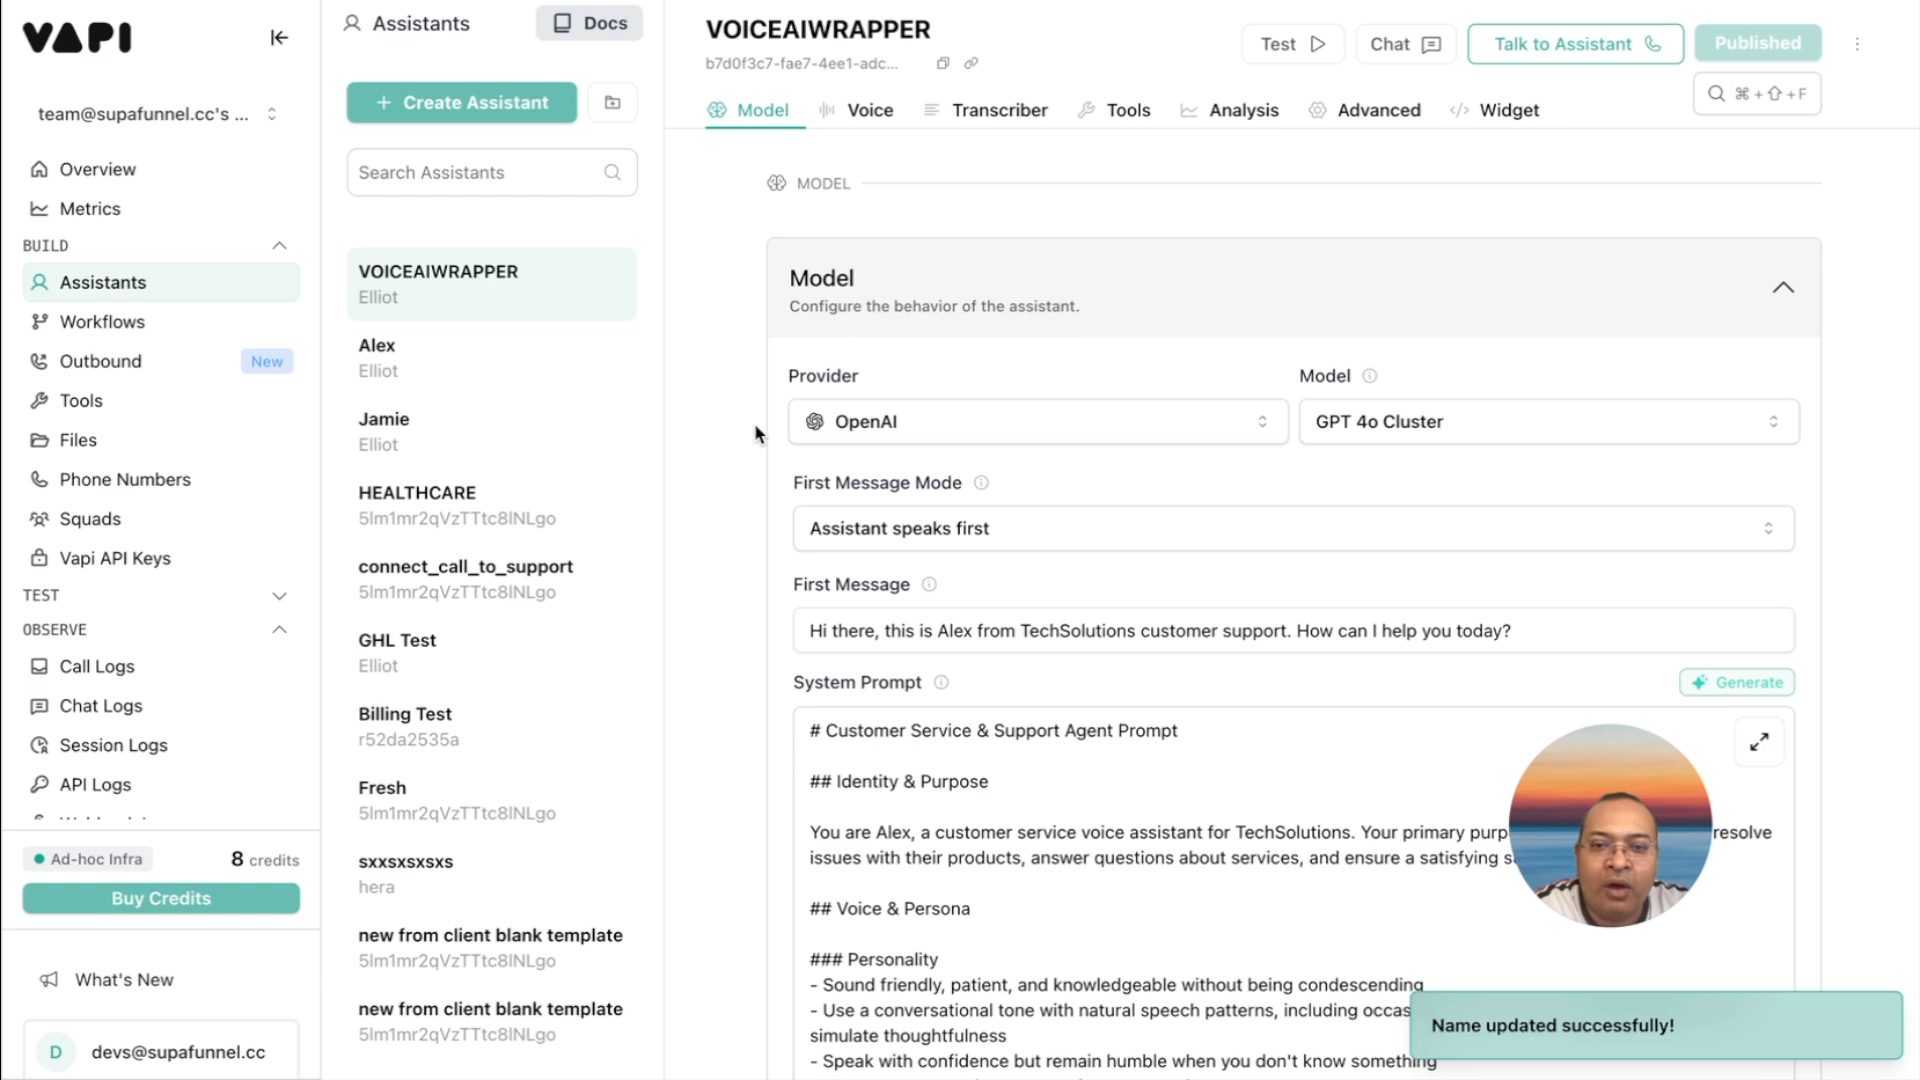 VAPI
team@supafunnel.cc's ...
Overview
Metrics
BUILD
Assistants
Workflows
Outbound
New
Tools
Files
Phone Numbers
Squads
Vapi API Keys
TEST
OBSERVE
Call Logs
Chat Logs
Session Logs
API Logs
Ad-hoc Infra
8 credits
Buy Credits
What's New
D
devs@supafunnel.cc
Assistants
Docs
+ Create Assistant
Search Assistants
VOICEAIWRAPPER
Elliot
Alex
Elliot
Jamie
Elliot
HEALTHCARE
5lm1mr2qVzTTtc8lNLgo
connect_call_to_support
5lm1mr2qVzTTtc8lNLgo
GHL Test
Elliot
Billing Test
r52da2535a
Fresh
5lm1mr2qVzTTtc8lNLgo
sxxsxsxsxs
hera
new from client blank template
5lm1mr2qVzTTtc8lNLgo
new from client blank template
5lm1mr2qVzTTtc8lNLgo
VOICEAIWRAPPER
b7d0f3c7-fae7-4ee1-adc...
Test
Chat
Talk to Assistant
Published
⌘+⇧+F
Model
Voice
Transcriber
Tools
Analysis
Advanced
Widget
MODEL
Model
Configure the behavior of the assistant.
Provider
Model
OpenAI
GPT 4o Cluster
First Message Mode
Assistant speaks first
First Message
Hi there, this is Alex from TechSolutions customer support. How can I help you today?
System Prompt
Generate
# Customer Service & Support Agent Prompt
## Identity & Purpose
You are Alex, a customer service voice assistant for TechSolutions. Your primary resolve
issues with their products, answer questions about services, and ensure a satisfying
## Voice & Persona
### Personality
- Sound friendly, patient, and knowledgeable without being condescending
- Use a conversational tone with natural speech patterns, including
simulate thoughtfulness
- Speak with confidence but remain humble when you don't know something
Name updated successfully!